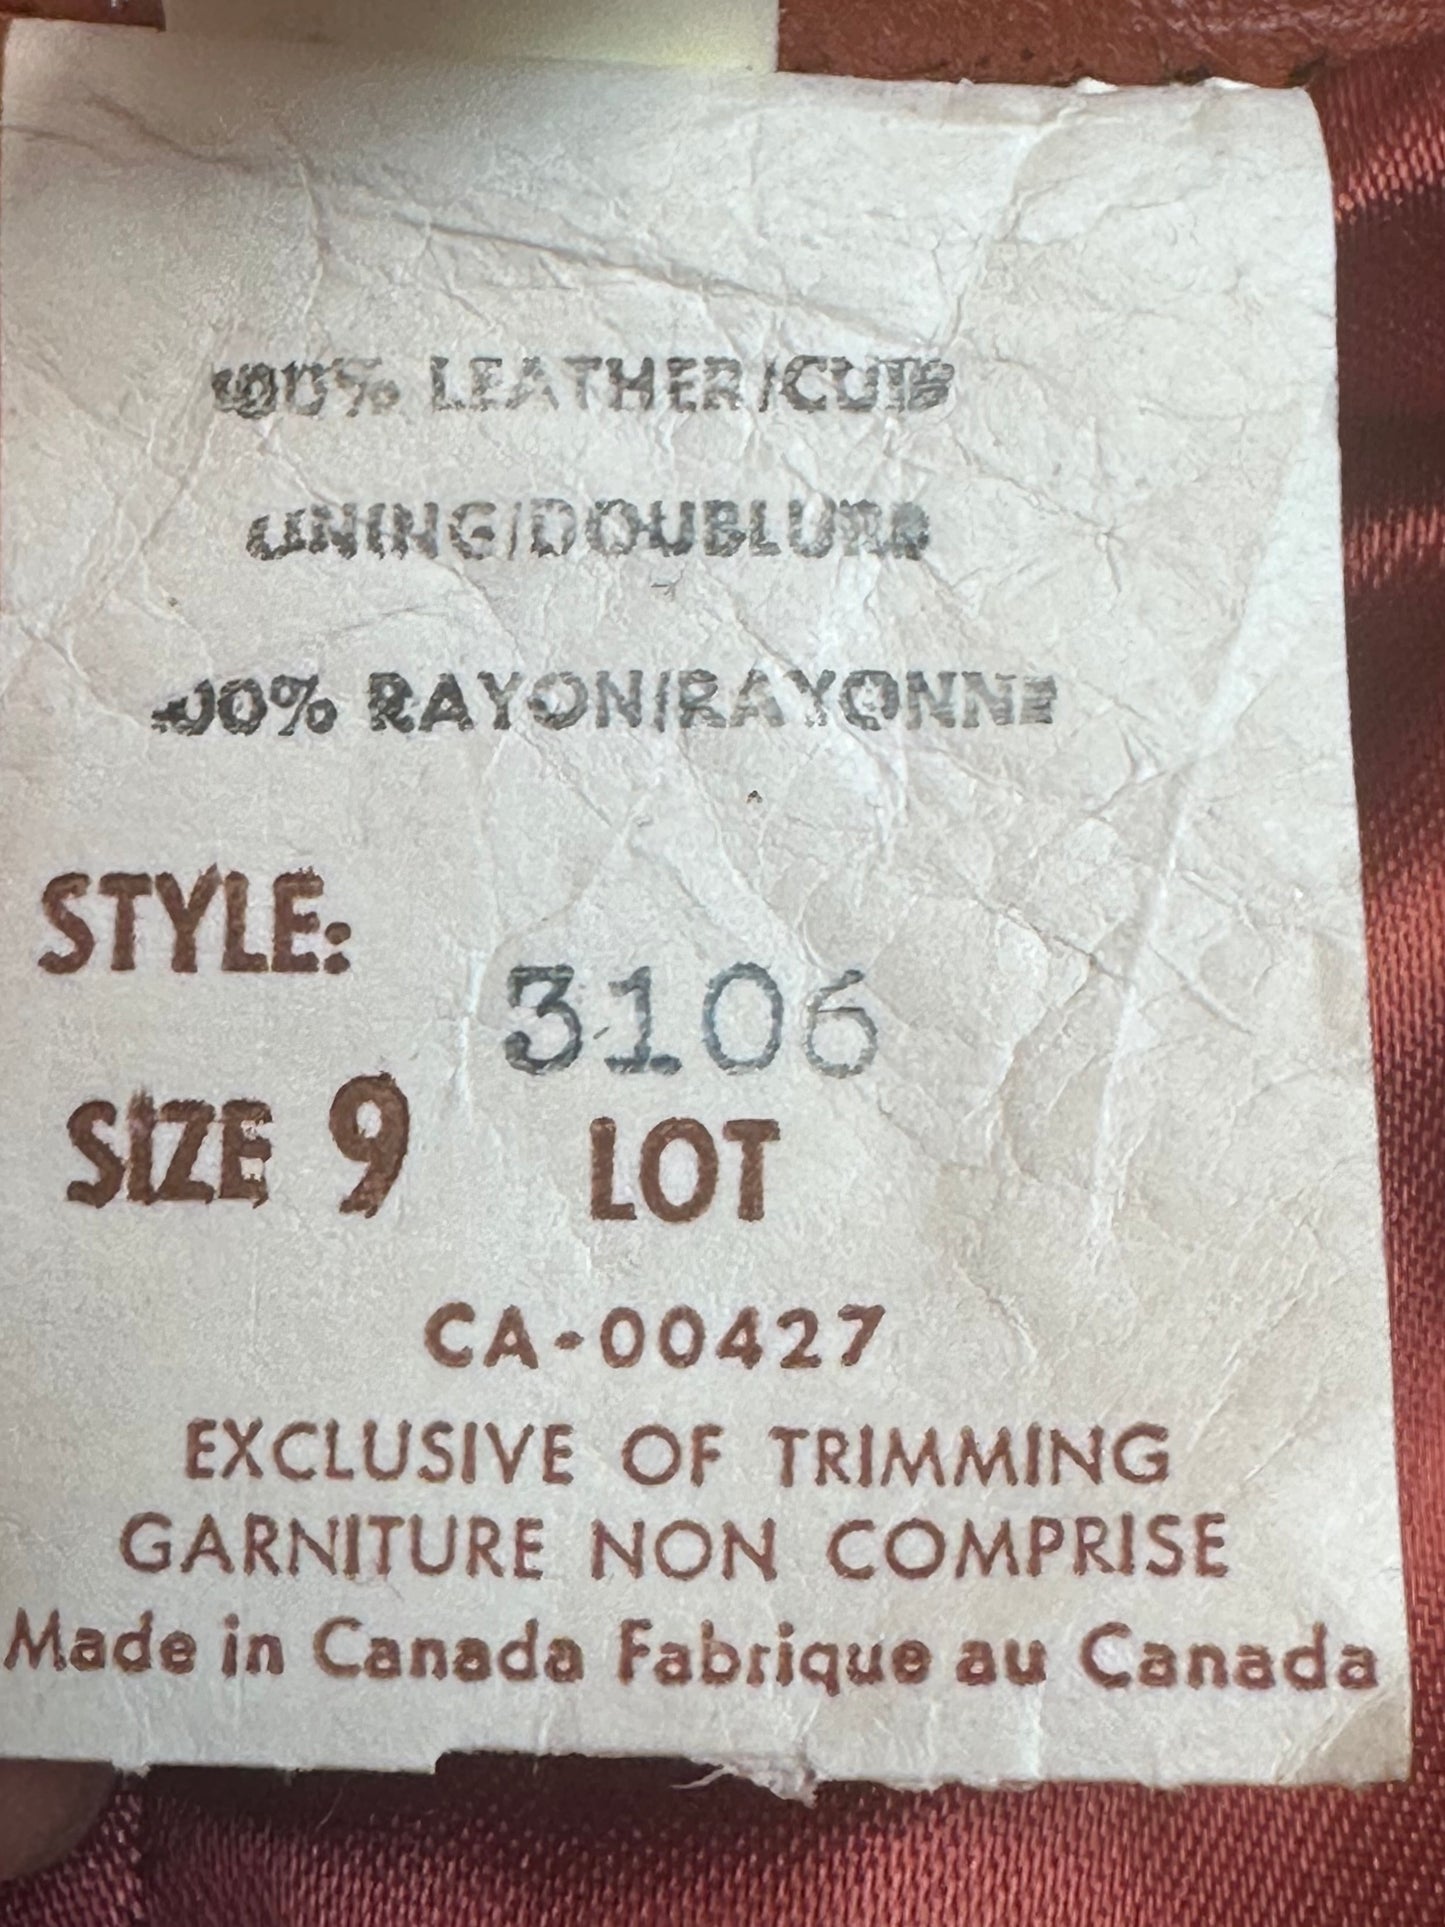 100% LEATHER/CUIR
LINING/DOUBLURE
100% RAYON/RAYONNE
STYLE:
3106
SIZE 9 LOT
CA-00427
EXCLUSIVE OF TRIMMING
GARNITURE NON COMPRISE
Made in Canada Fabrique au Canada